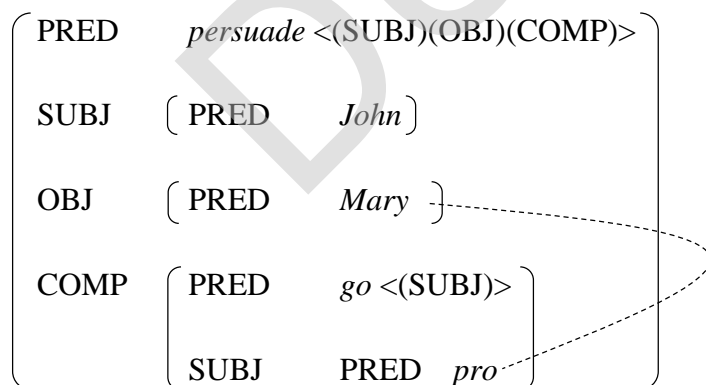 PRED persuade <(SUBJ)(OBJ)(COMP)>
SUBJ PRED John
OBJ PRED Mary
COMP PRED go <(SUBJ)>
SUBJ PRED pro